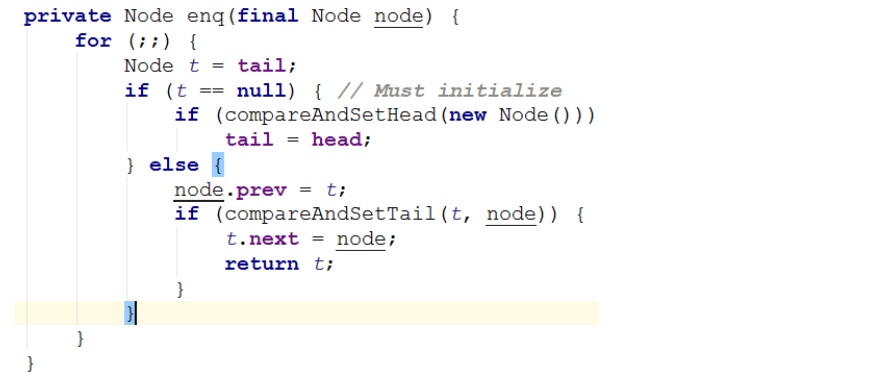 private Node enq(final Node node) {
    for (;;) {
        Node t = tail;
        if (t == null) { // Must initialize
            if (compareAndSetHead(new Node()))
                tail = head;
        } else {
            node.prev = t;
            if (compareAndSetTail(t, node)) {
                t.next = node;
                return t;
            }
        }
    }
}